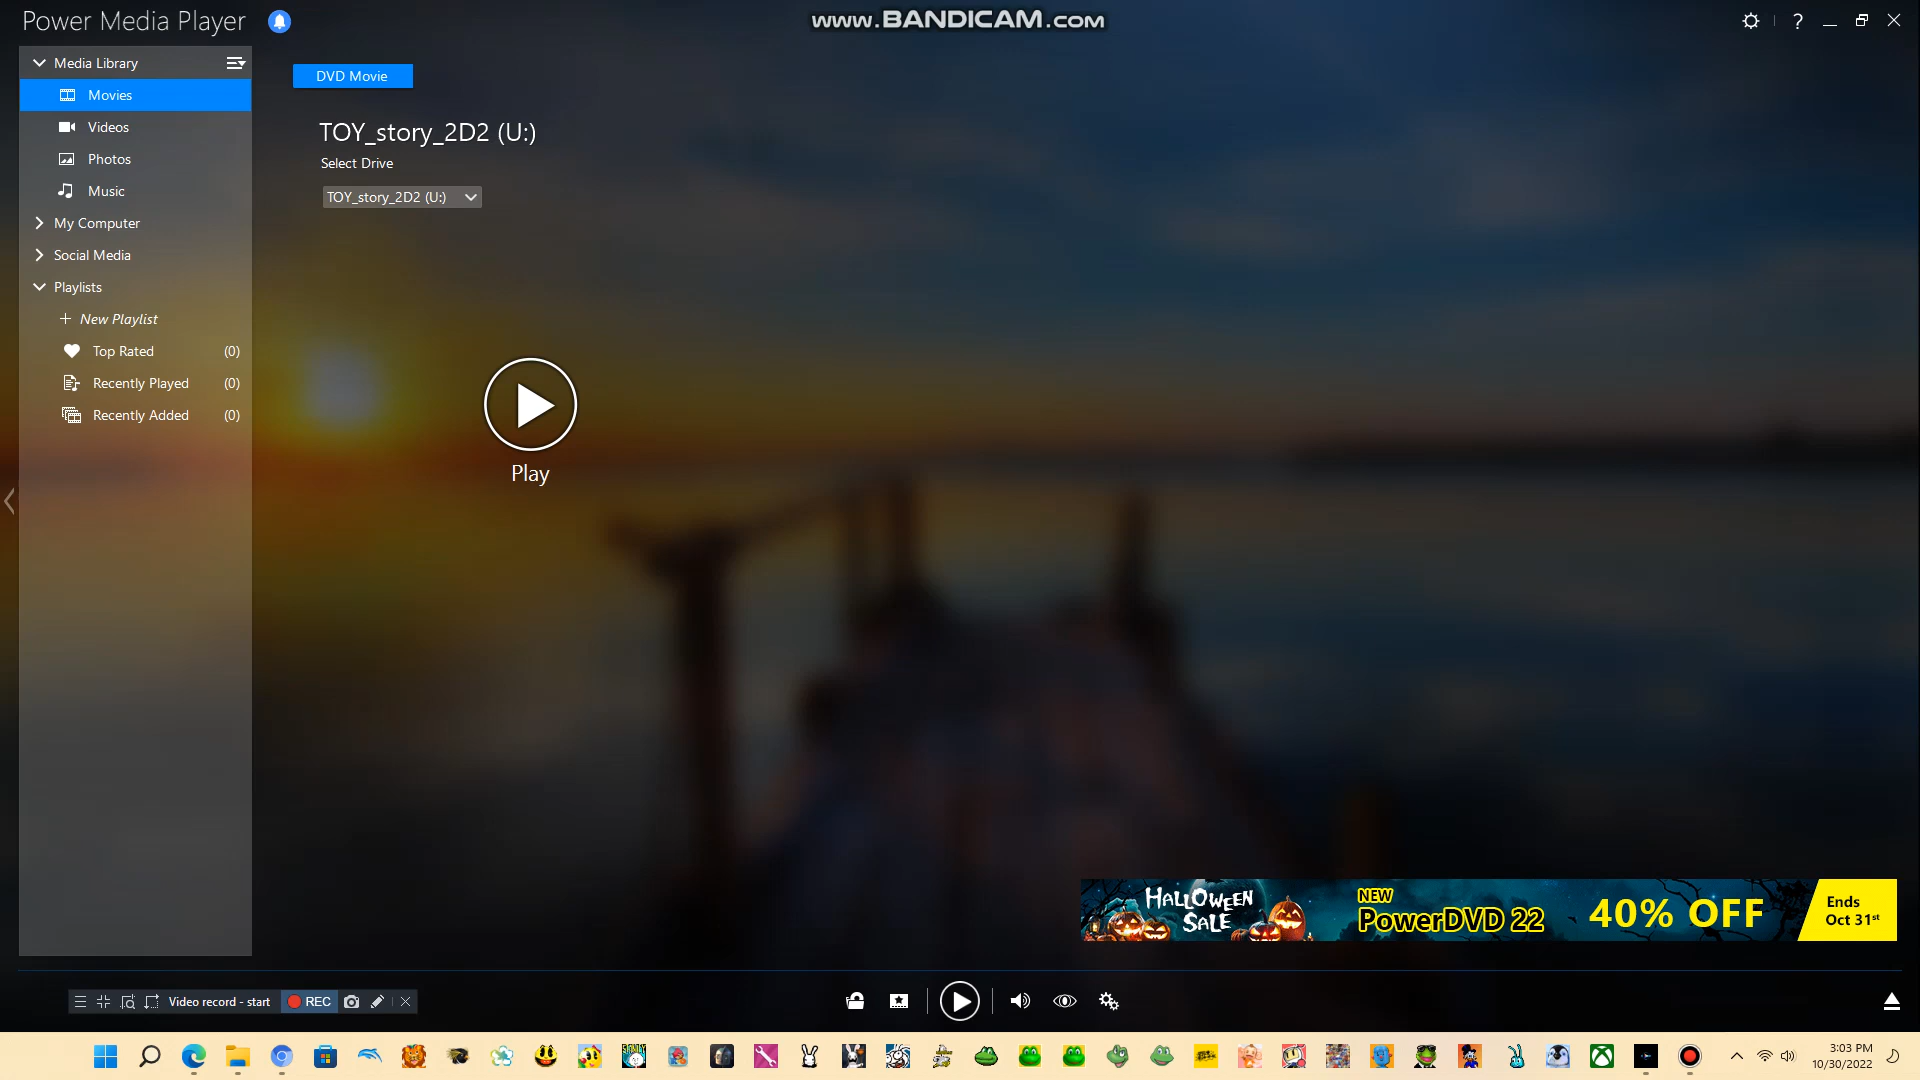 Power Media Player
www.BANDICAM.com
Media Library
Movies
Videos
Photos
Music
My Computer
Social Media
Playlists
New Playlist
Top Rated (0)
Recently Played (0)
Recently Added (0)
DVD Movie
TOY_story_2D2 (U:)
Select Drive
TOY_story_2D2 (U:)
Play
HALLOWEEN
SALE
NEW
PowerDVD 22
40% OFF
Ends
Oct 31st
Video record - start
REC
3:03 PM
10/30/2022